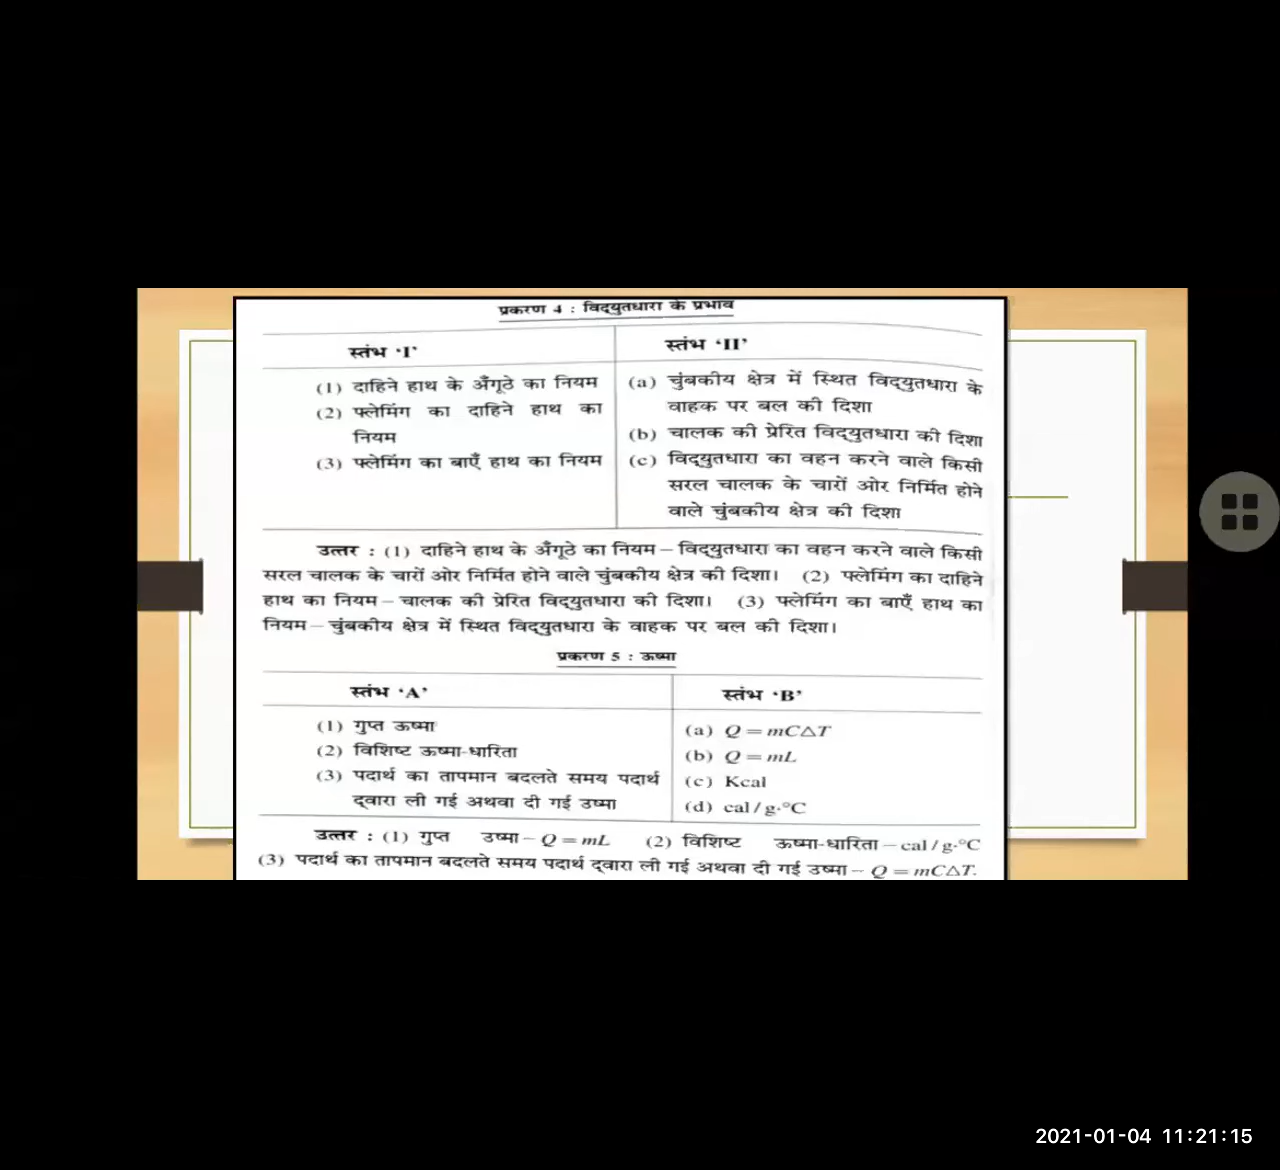 प्रकरण 4 : विद्युतधारा के प्रभाव
स्तंभ ‘I’
स्तंभ ‘II’
(1) दाहिने हाथ के अँगूठे का नियम
(2) फ्लेमिंग का दाहिने हाथ का
नियम
(3) फ्लेमिंग का बाएँ हाथ का नियम
(a) चुंबकीय क्षेत्र में स्थित विद्युतधारा के
वाहक पर बल की दिशा
(b) चालक की प्रेरित विद्युतधारा की दिशा
(c) विद्युतधारा का वहन करने वाले किसी
सरल चालक के चारों ओर निर्मित होने
वाले चुंबकीय क्षेत्र की दिशा
उत्तर : (1) दाहिने हाथ के अँगूठे का नियम – विद्युतधारा का वहन करने वाले किसी
सरल चालक के चारों ओर निर्मित होने वाले चुंबकीय क्षेत्र की दिशा। (2) फ्लेमिंग का दाहिने
हाथ का नियम – चालक की प्रेरित विद्युतधारा की दिशा। (3) फ्लेमिंग का बाएँ हाथ का
नियम – चुंबकीय क्षेत्र में स्थित विद्युतधारा के वाहक पर बल की दिशा।
प्रकरण 5 : ऊष्मा
स्तंभ ‘A’
स्तंभ ‘B’
(1) गुप्त ऊष्मा
(2) विशिष्ट ऊष्मा-धारिता
(3) पदार्थ का तापमान बदलते समय पदार्थ
द्वारा ली गई अथवा दी गई उष्मा
(a) Q = mC△T
(b) Q = mL
(c) Kcal
(d) cal / g·°C
उत्तर : (1) गुप्त उष्मा – Q = mL (2) विशिष्ट ऊष्मा-धारिता – cal / g·°C
(3) पदार्थ का तापमान बदलते समय पदार्थ द्वारा ली गई अथवा दी गई उष्मा – Q = mC△T.
2021-01-04 11:21:15